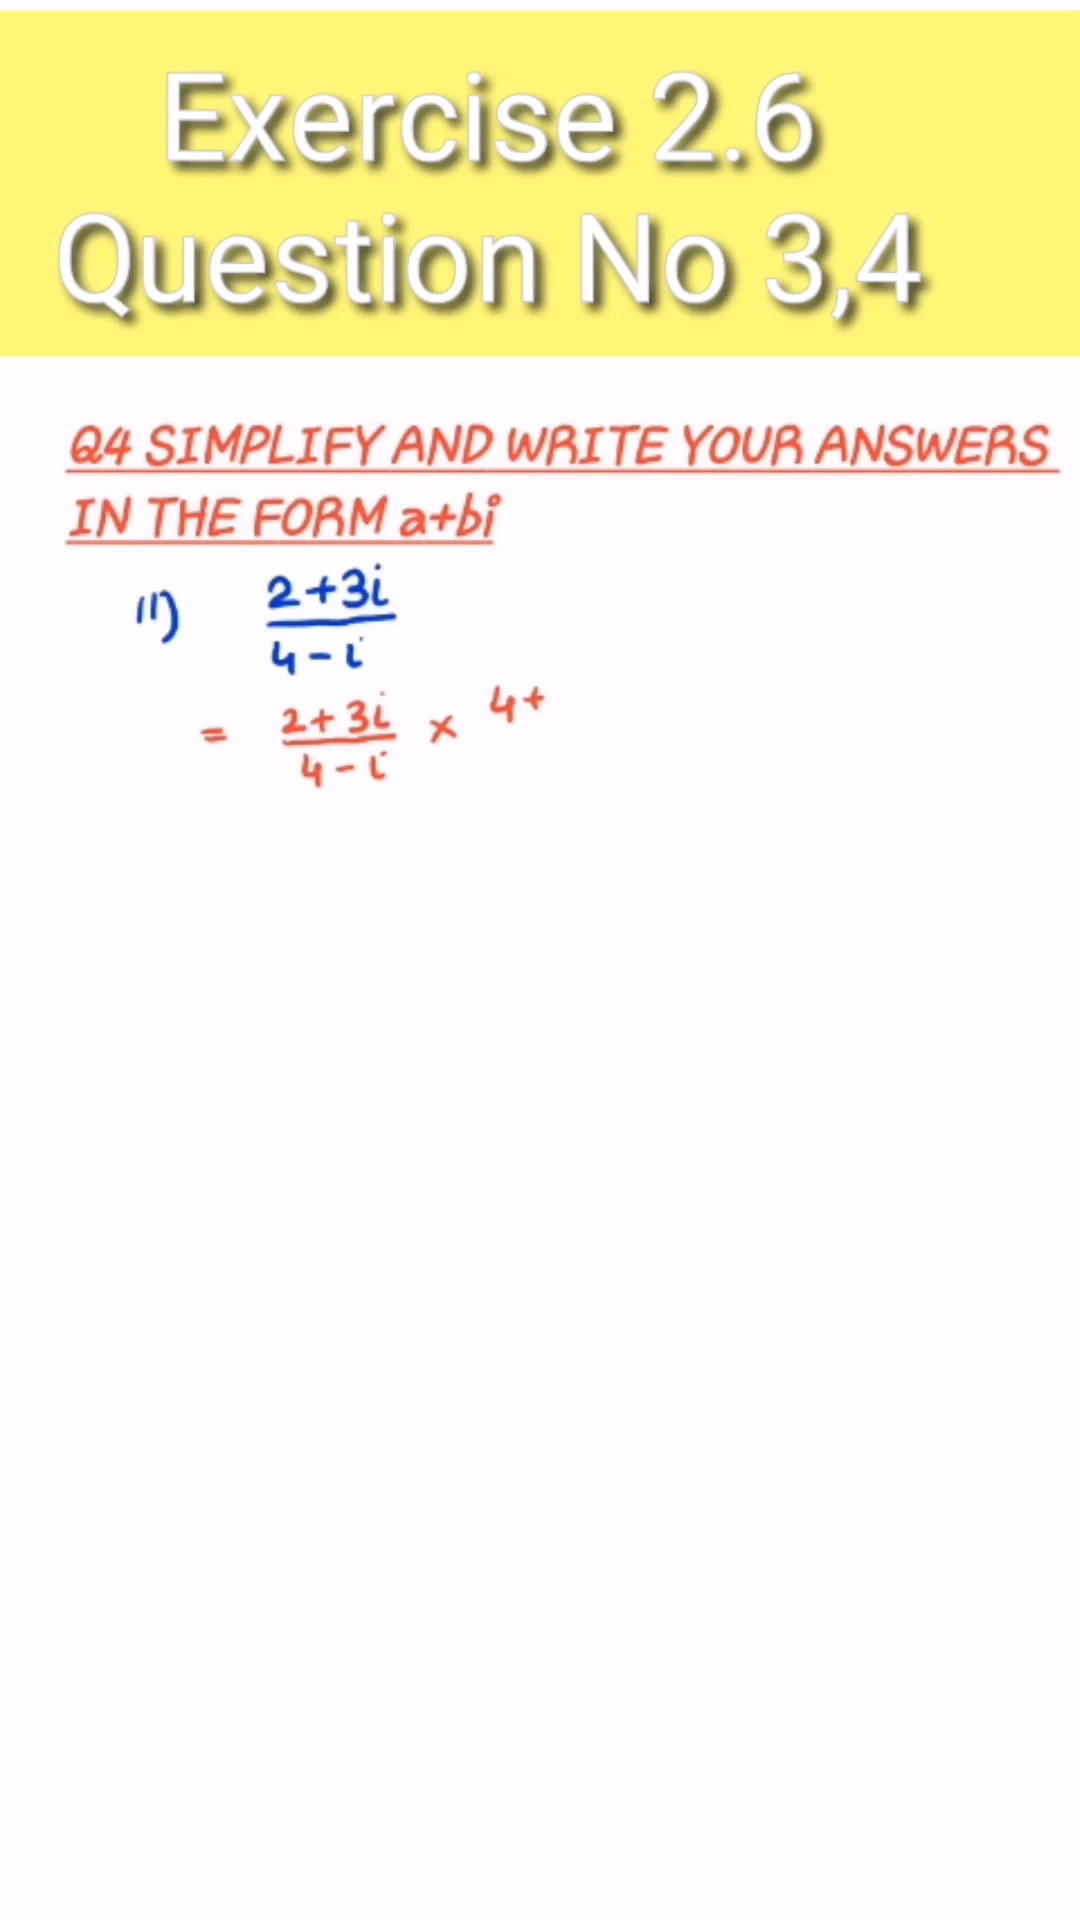 Exercise 2.6
Question No 3,4
Q4 SIMPLIFY AND WRITE YOUR ANSWERS
IN THE FORM a+bi
11) 2+3i
4-i
= 2+3i × 4+
4-i